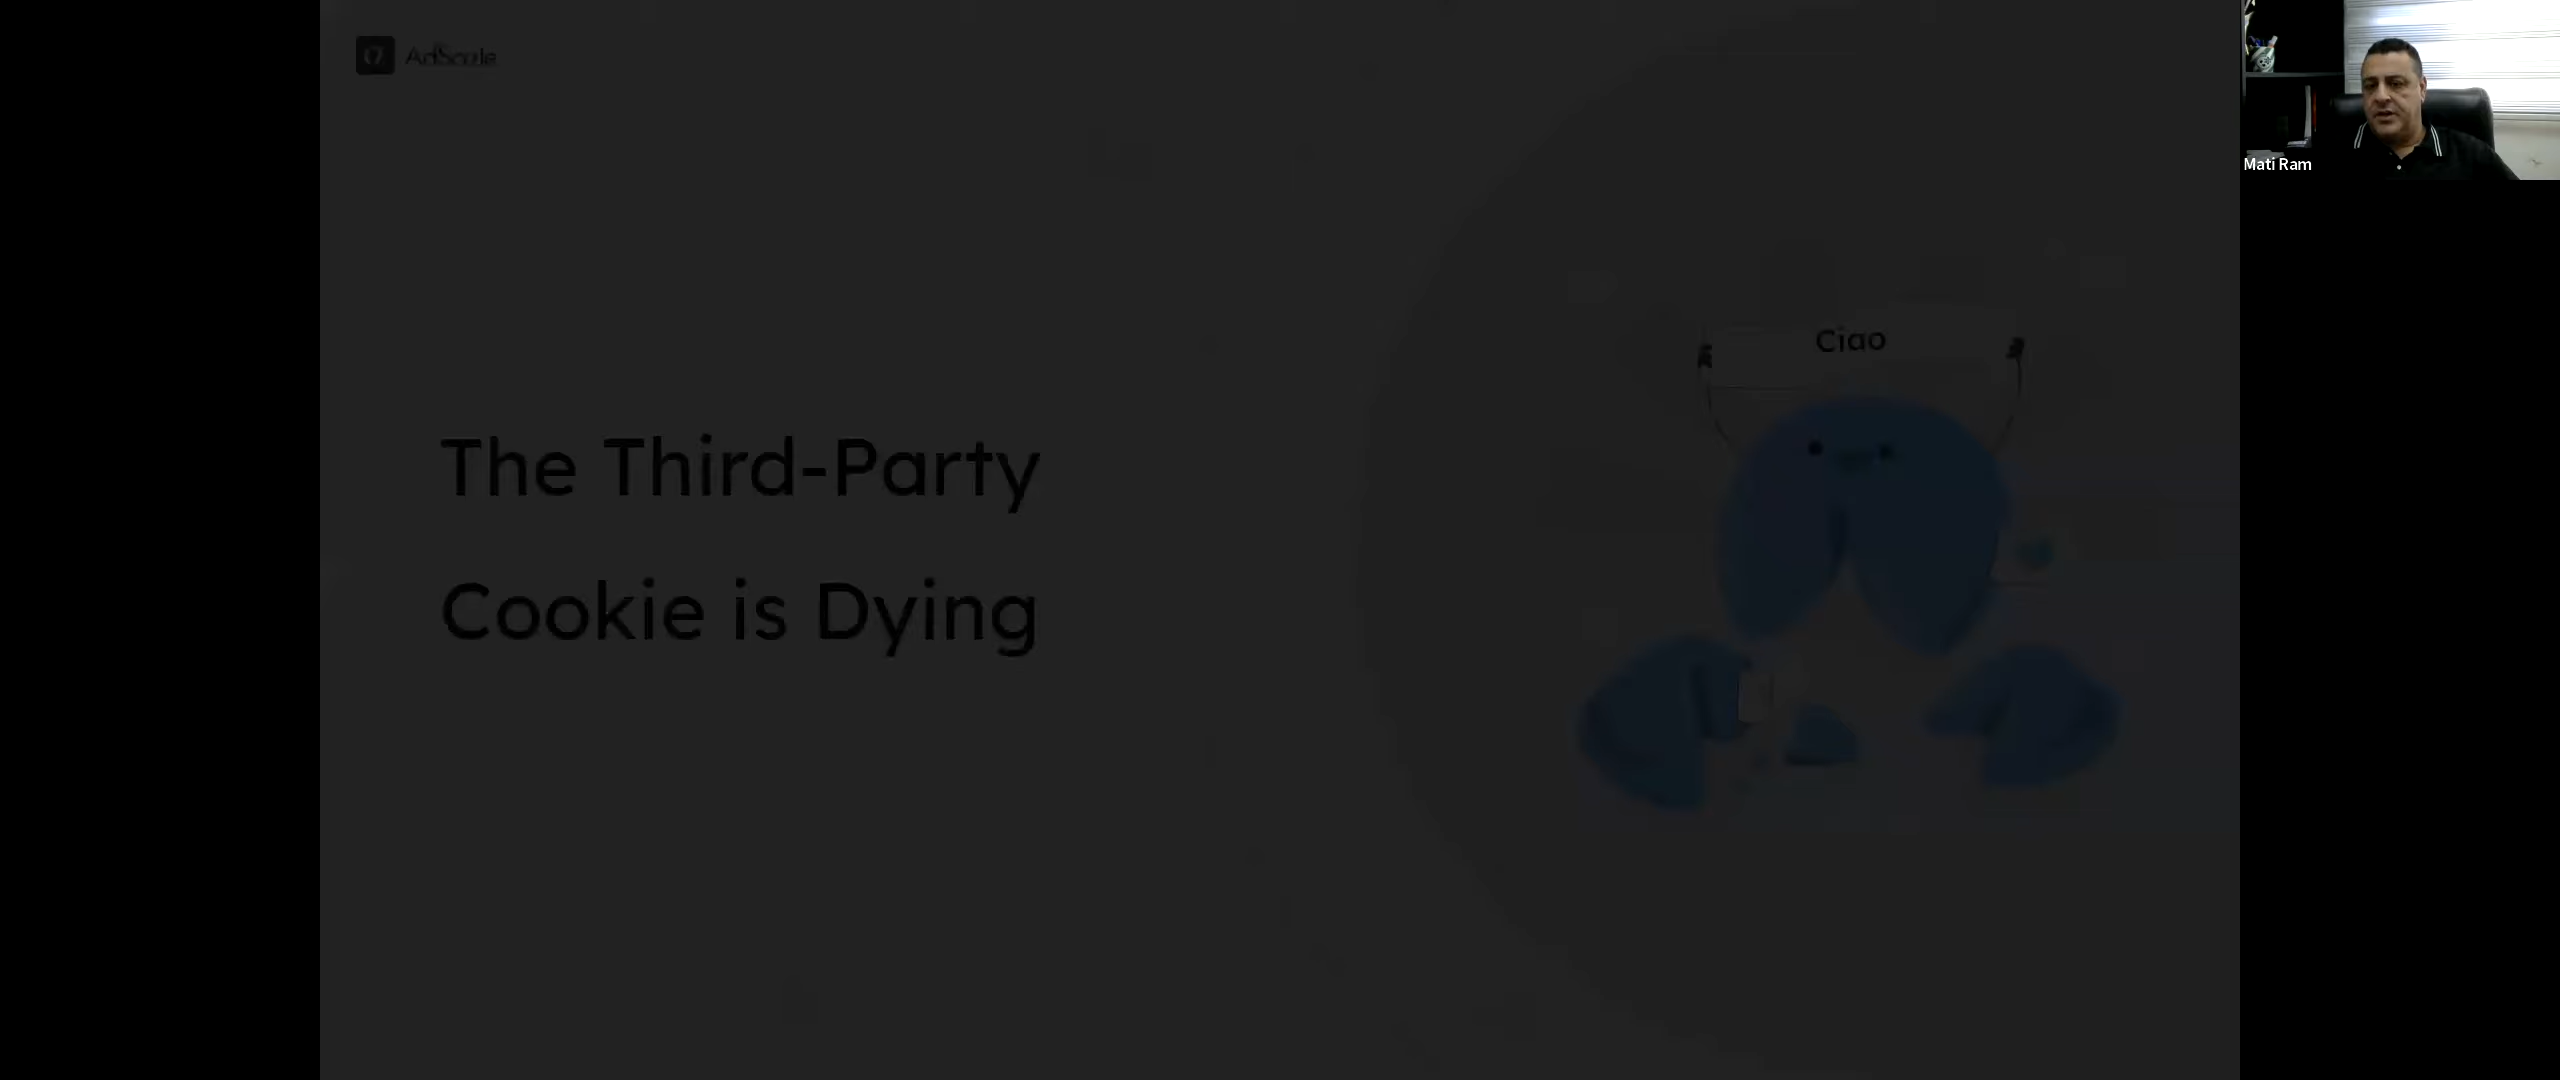 AdScale
Ciao
The Third-Party
Cookie is Dying
Mati Ram